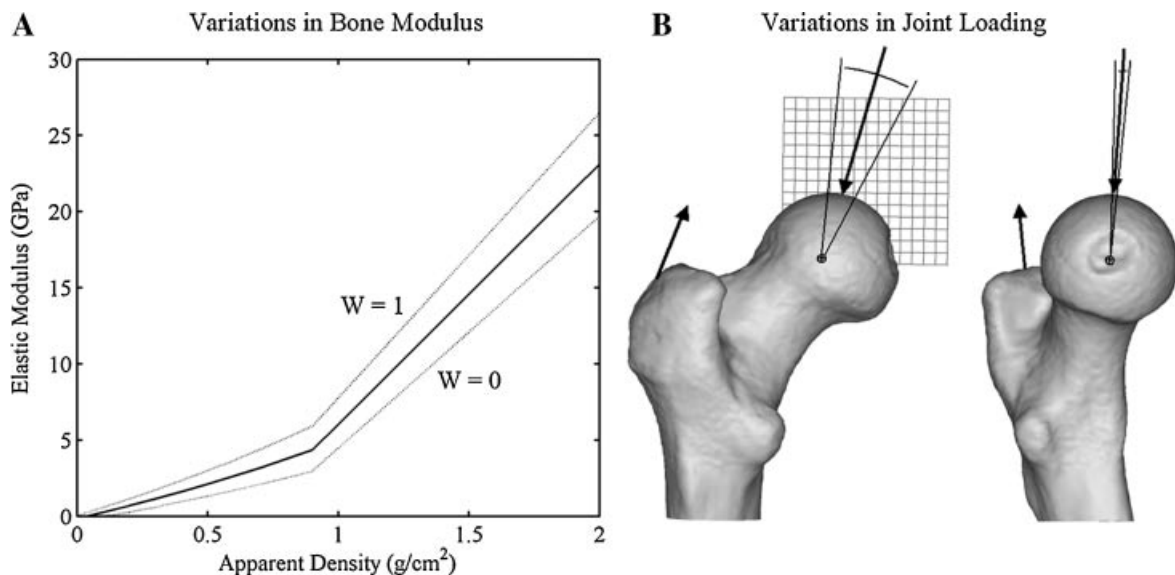 A
Variations in Bone Modulus
30
25
20
15
10
5
0
Elastic Modulus (GPa)
W = 1
W = 0
0 0.5 1 1.5 2
Apparent Density (g/cm²)
B
Variations in Joint Loading